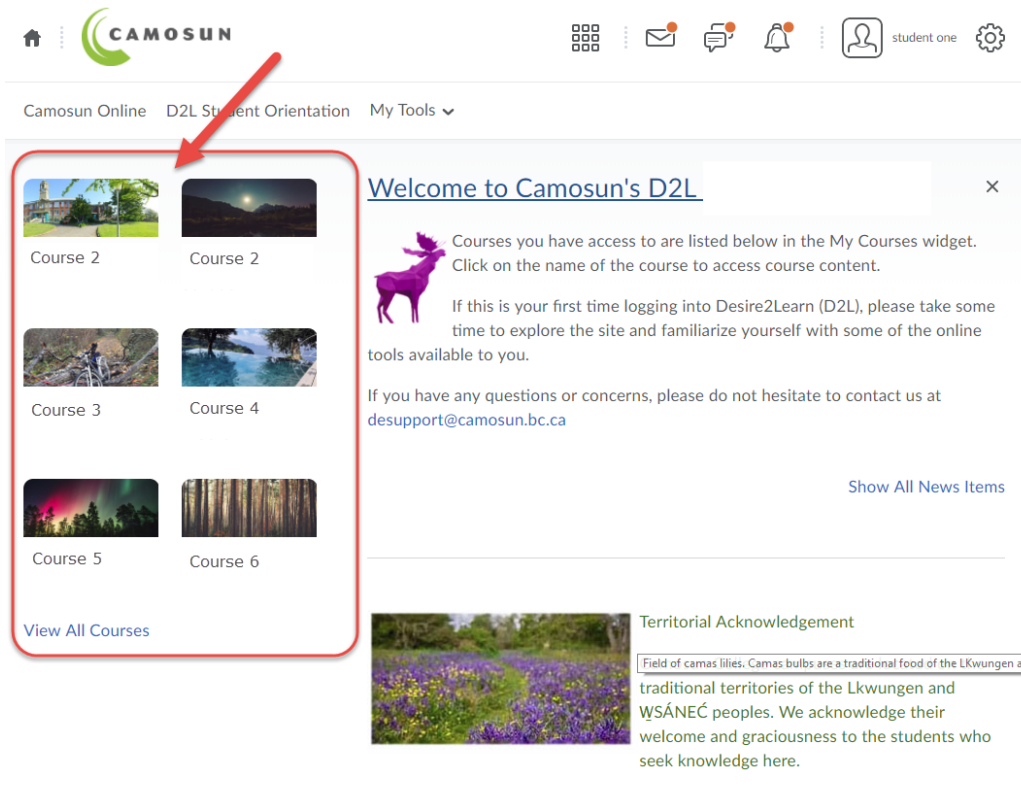 CAMOSUN
student one
Camosun Online D2L Student Orientation My Tools
Course 2
Course 2
Course 3
Course 4
Course 5
Course 6
View All Courses
Welcome to Camosun's D2L
Courses you have access to are listed below in the My Courses widget.
Click on the name of the course to access course content.
If this is your first time logging into Desire2Learn (D2L), please take some
time to explore the site and familiarize yourself with some of the online
tools available to you.
If you have any questions or concerns, please do not hesitate to contact us at
desupport@camosun.bc.ca
Show All News Items
Territorial Acknowledgement
Field of camas lilies. Camas bulbs are a traditional food of the LKwungen a
traditional territories of the Lkwungen and
W̱SÁNEĆ peoples. We acknowledge their
welcome and graciousness to the students who
seek knowledge here.